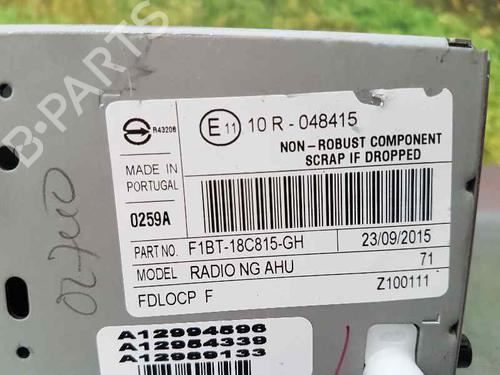 B-PARTS
R43208
E 11
10 R - 048415
NON-ROBUST COMPONENT
SCRAP IF DROPPED
MADE IN
PORTUGAL
0259A
PART NO. F1BT-18C815-GH 23/09/2015
MODEL RADIO NG AHU 71
FDLOCP F Z100111
A12994596
A12954339
A12989133